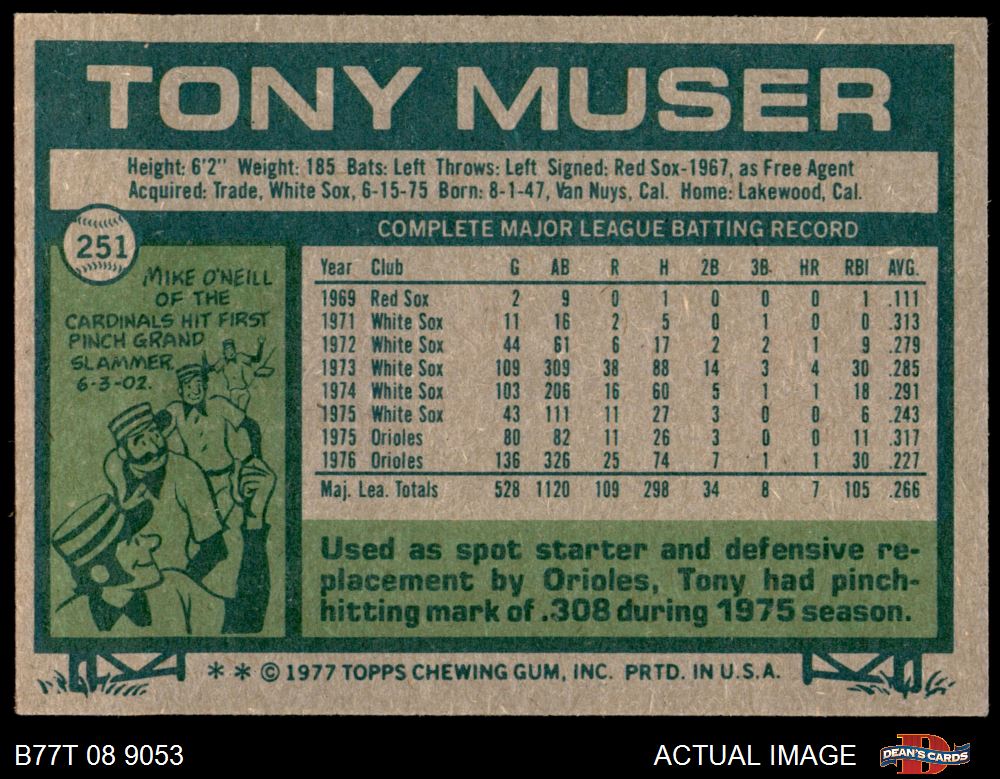 TONY MUSER
Height: 6'2" Weight: 185 Bats: Left Throws: Left Signed: Red Sox-1967, as Free Agent
Acquired: Trade, White Sox, 6-15-75 Born: 8-1-47, Van Nuys, Cal. Home: Lakewood, Cal.
251
MIKE O'NEILL
OF THE
CARDINALS HIT FIRST
PINCH GRAND
SLAMMER
6-3-02.
COMPLETE MAJOR LEAGUE BATTING RECORD
Year Club G AB R H 2B 3B HR RBI AVG.
1969 Red Sox 2 9 0 1 0 0 0 1 .111
1971 White Sox 11 16 2 5 0 1 0 0 .313
1972 White Sox 44 61 6 17 2 2 1 9 .279
1973 White Sox 109 309 38 88 14 3 4 30 .285
1974 White Sox 103 206 16 60 5 1 1 18 .291
1975 White Sox 43 111 11 27 3 0 0 6 .243
1975 Orioles 80 82 11 26 3 0 0 11 .317
1976 Orioles 136 326 25 74 7 1 1 30 .227
Maj. Lea. Totals 528 1120 109 298 34 8 7 105 .266
Used as spot starter and defensive re-
placement by Orioles, Tony had pinch-
hitting mark of .308 during 1975 season.
** © 1977 TOPPS CHEWING GUM, INC. PRTD. IN U.S.A.
B77T 08 9053
ACTUAL IMAGE
DEAN'S CARDS